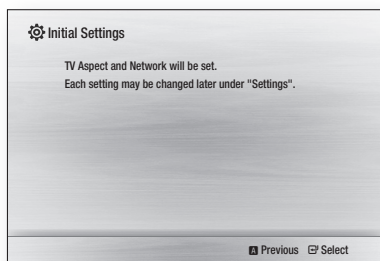 Initial Settings
TV Aspect and Network will be set.
Each setting may be changed later under "Settings".
A Previous Select